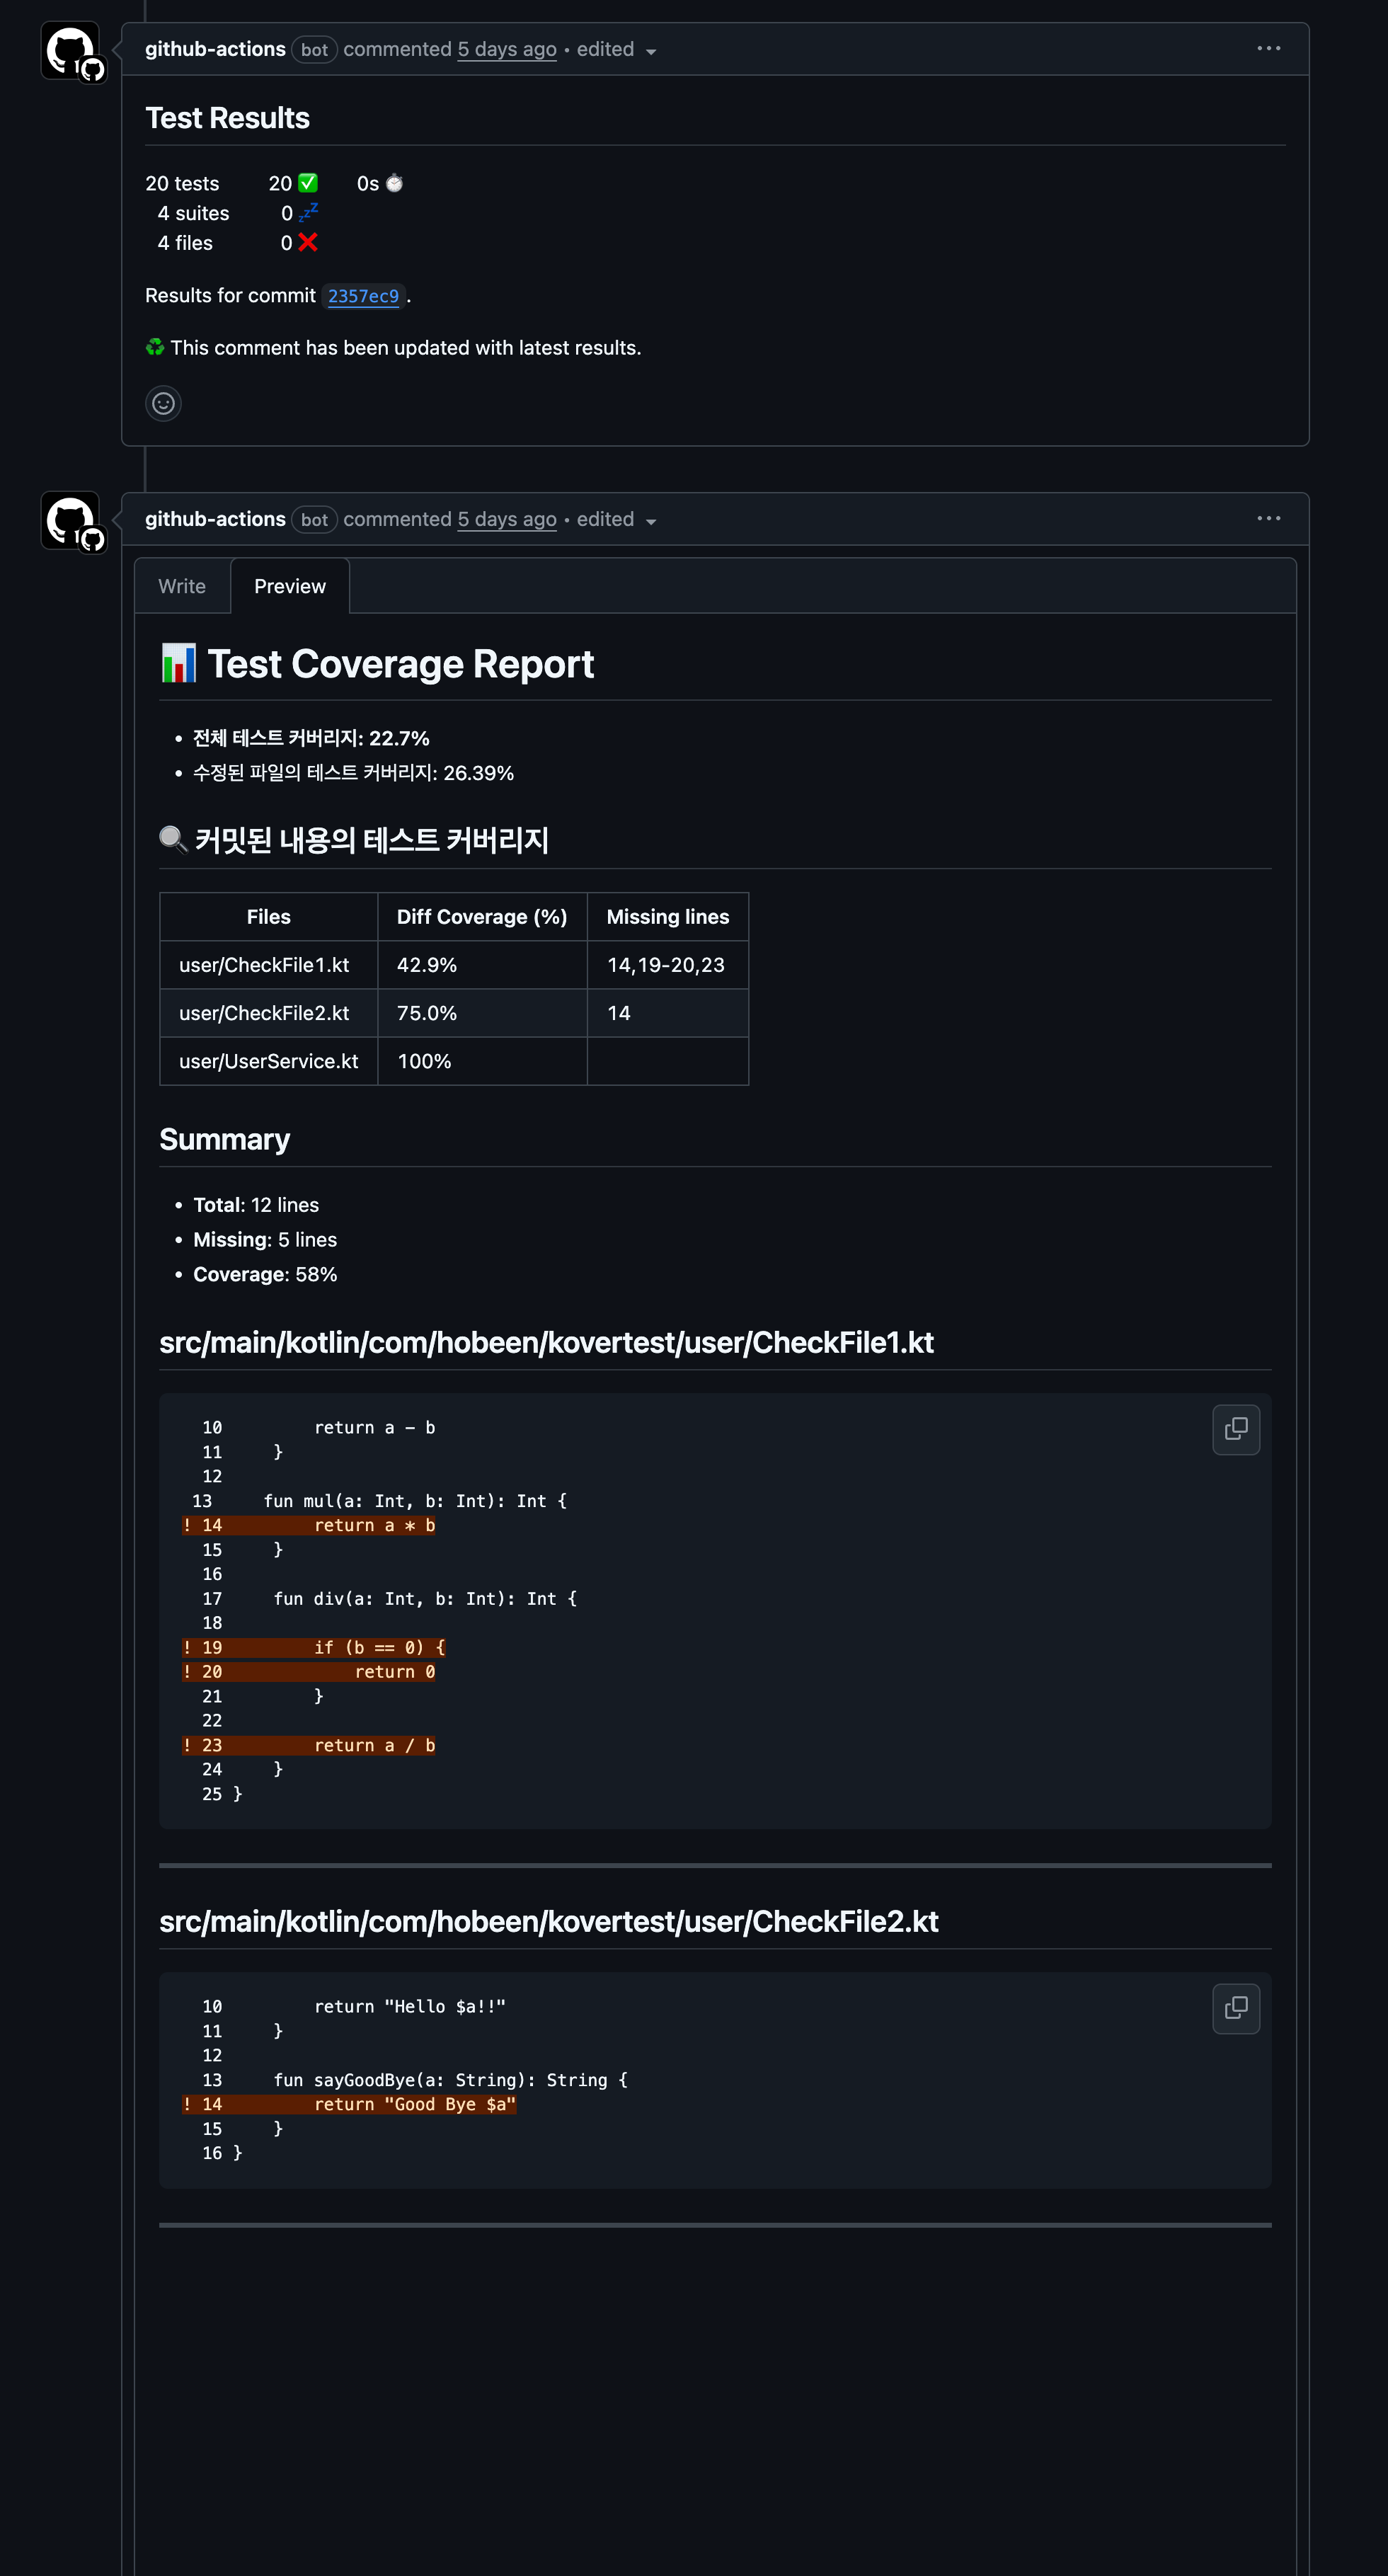 github-actions bot commented 5 days ago • edited
Test Results
20 tests 20 ✅ 0s ⏱️
4 suites 0 💤
4 files 0 ❌
Results for commit 2357ec9.
♻️ This comment has been updated with latest results.
github-actions bot commented 5 days ago • edited
Write Preview
📊 Test Coverage Report
• 전체 테스트 커버리지: 22.7%
• 수정된 파일의 테스트 커버리지: 26.39%
🔍 커밋된 내용의 테스트 커버리지
Files Diff Coverage (%) Missing lines
user/CheckFile1.kt 42.9% 14,19-20,23
user/CheckFile2.kt 75.0% 14
user/UserService.kt 100%
Summary
• Total: 12 lines
• Missing: 5 lines
• Coverage: 58%
src/main/kotlin/com/hobeen/kovertest/user/CheckFile1.kt
10         return a - b
11     }
12
13     fun mul(a: Int, b: Int): Int {
! 14         return a * b
15     }
16
17     fun div(a: Int, b: Int): Int {
18
! 19         if (b == 0) {
! 20             return 0
21         }
22
! 23         return a / b
24     }
25 }
src/main/kotlin/com/hobeen/kovertest/user/CheckFile2.kt
10         return "Hello $a!!"
11     }
12
13     fun sayGoodBye(a: String): String {
! 14         return "Good Bye $a"
15     }
16 }